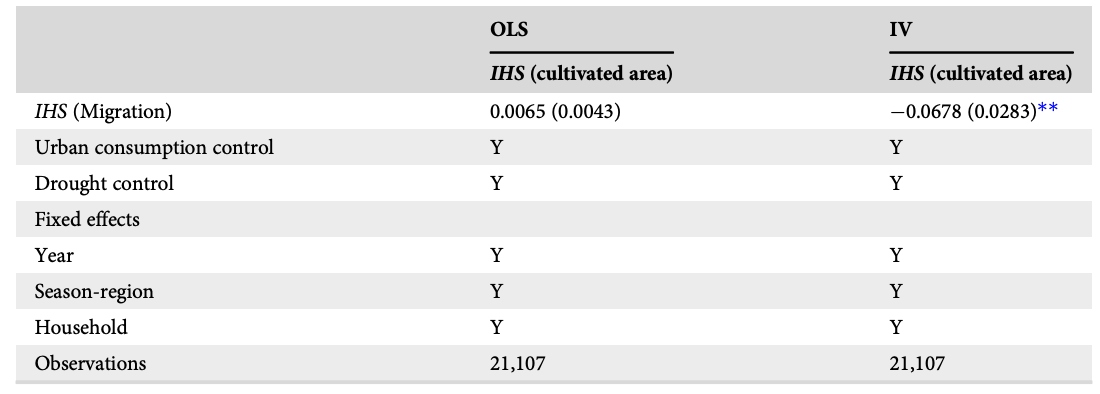 OLS IV
IHS (cultivated area) IHS (cultivated area)
IHS (Migration) 0.0065 (0.0043) −0.0678 (0.0283)**
Urban consumption control Y Y
Drought control Y Y
Fixed effects
Year Y Y
Season-region Y Y
Household Y Y
Observations 21,107 21,107